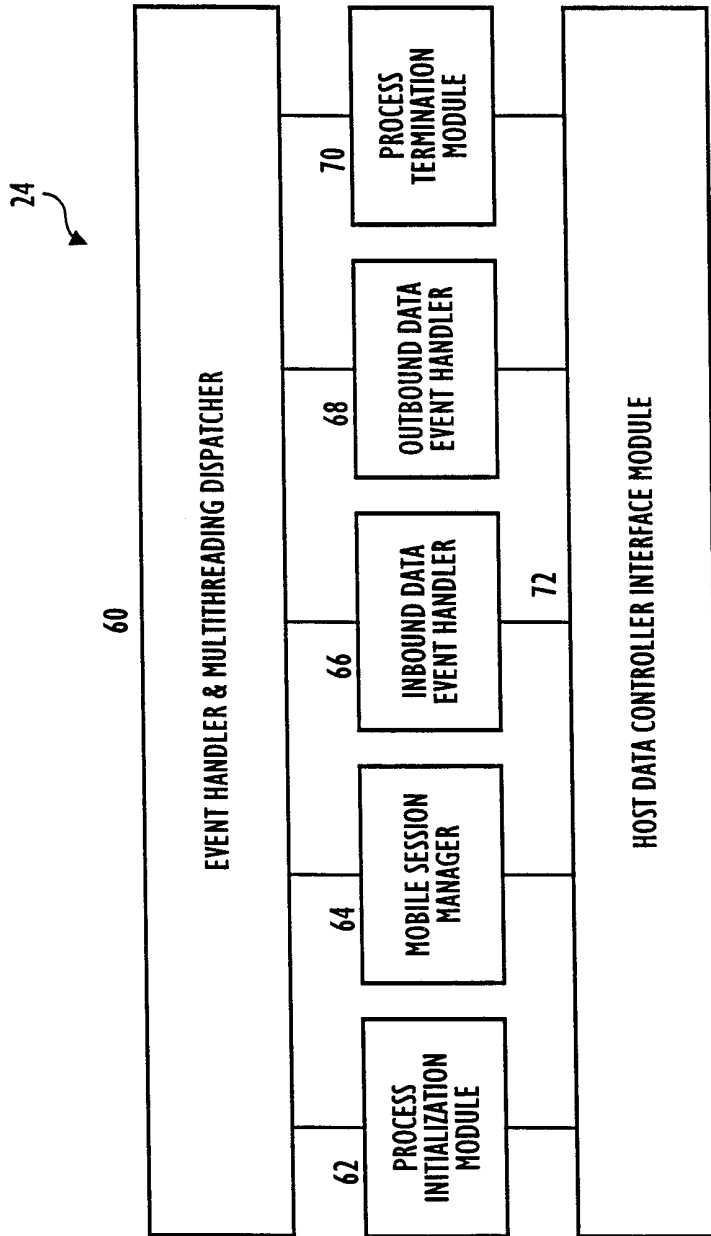 24
60
EVENT HANDLER & MULTITHREADING DISPATCHER
62
PROCESS
INITIALIZATION
MODULE
64
MOBILE SESSION
MANAGER
66
INBOUND DATA
EVENT HANDLER
68
OUTBOUND DATA
EVENT HANDLER
70
PROCESS
TERMINATION
MODULE
72
HOST DATA CONTROLLER INTERFACE MODULE